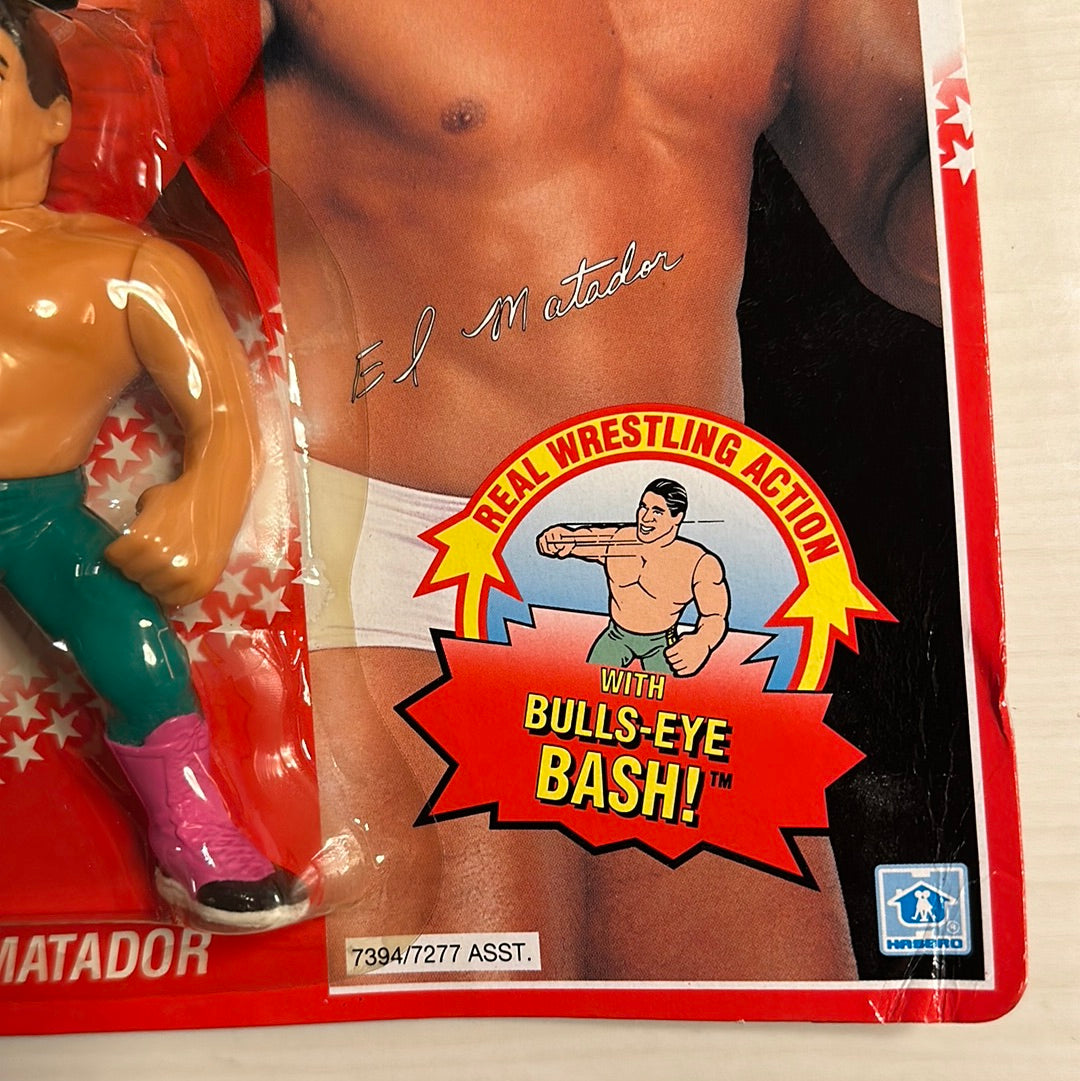 El Matador
REAL WRESTLING ACTION
WITH
BULLS-EYE
BASH!™
MATADOR
7394/7277 ASST.
HASBRO
®